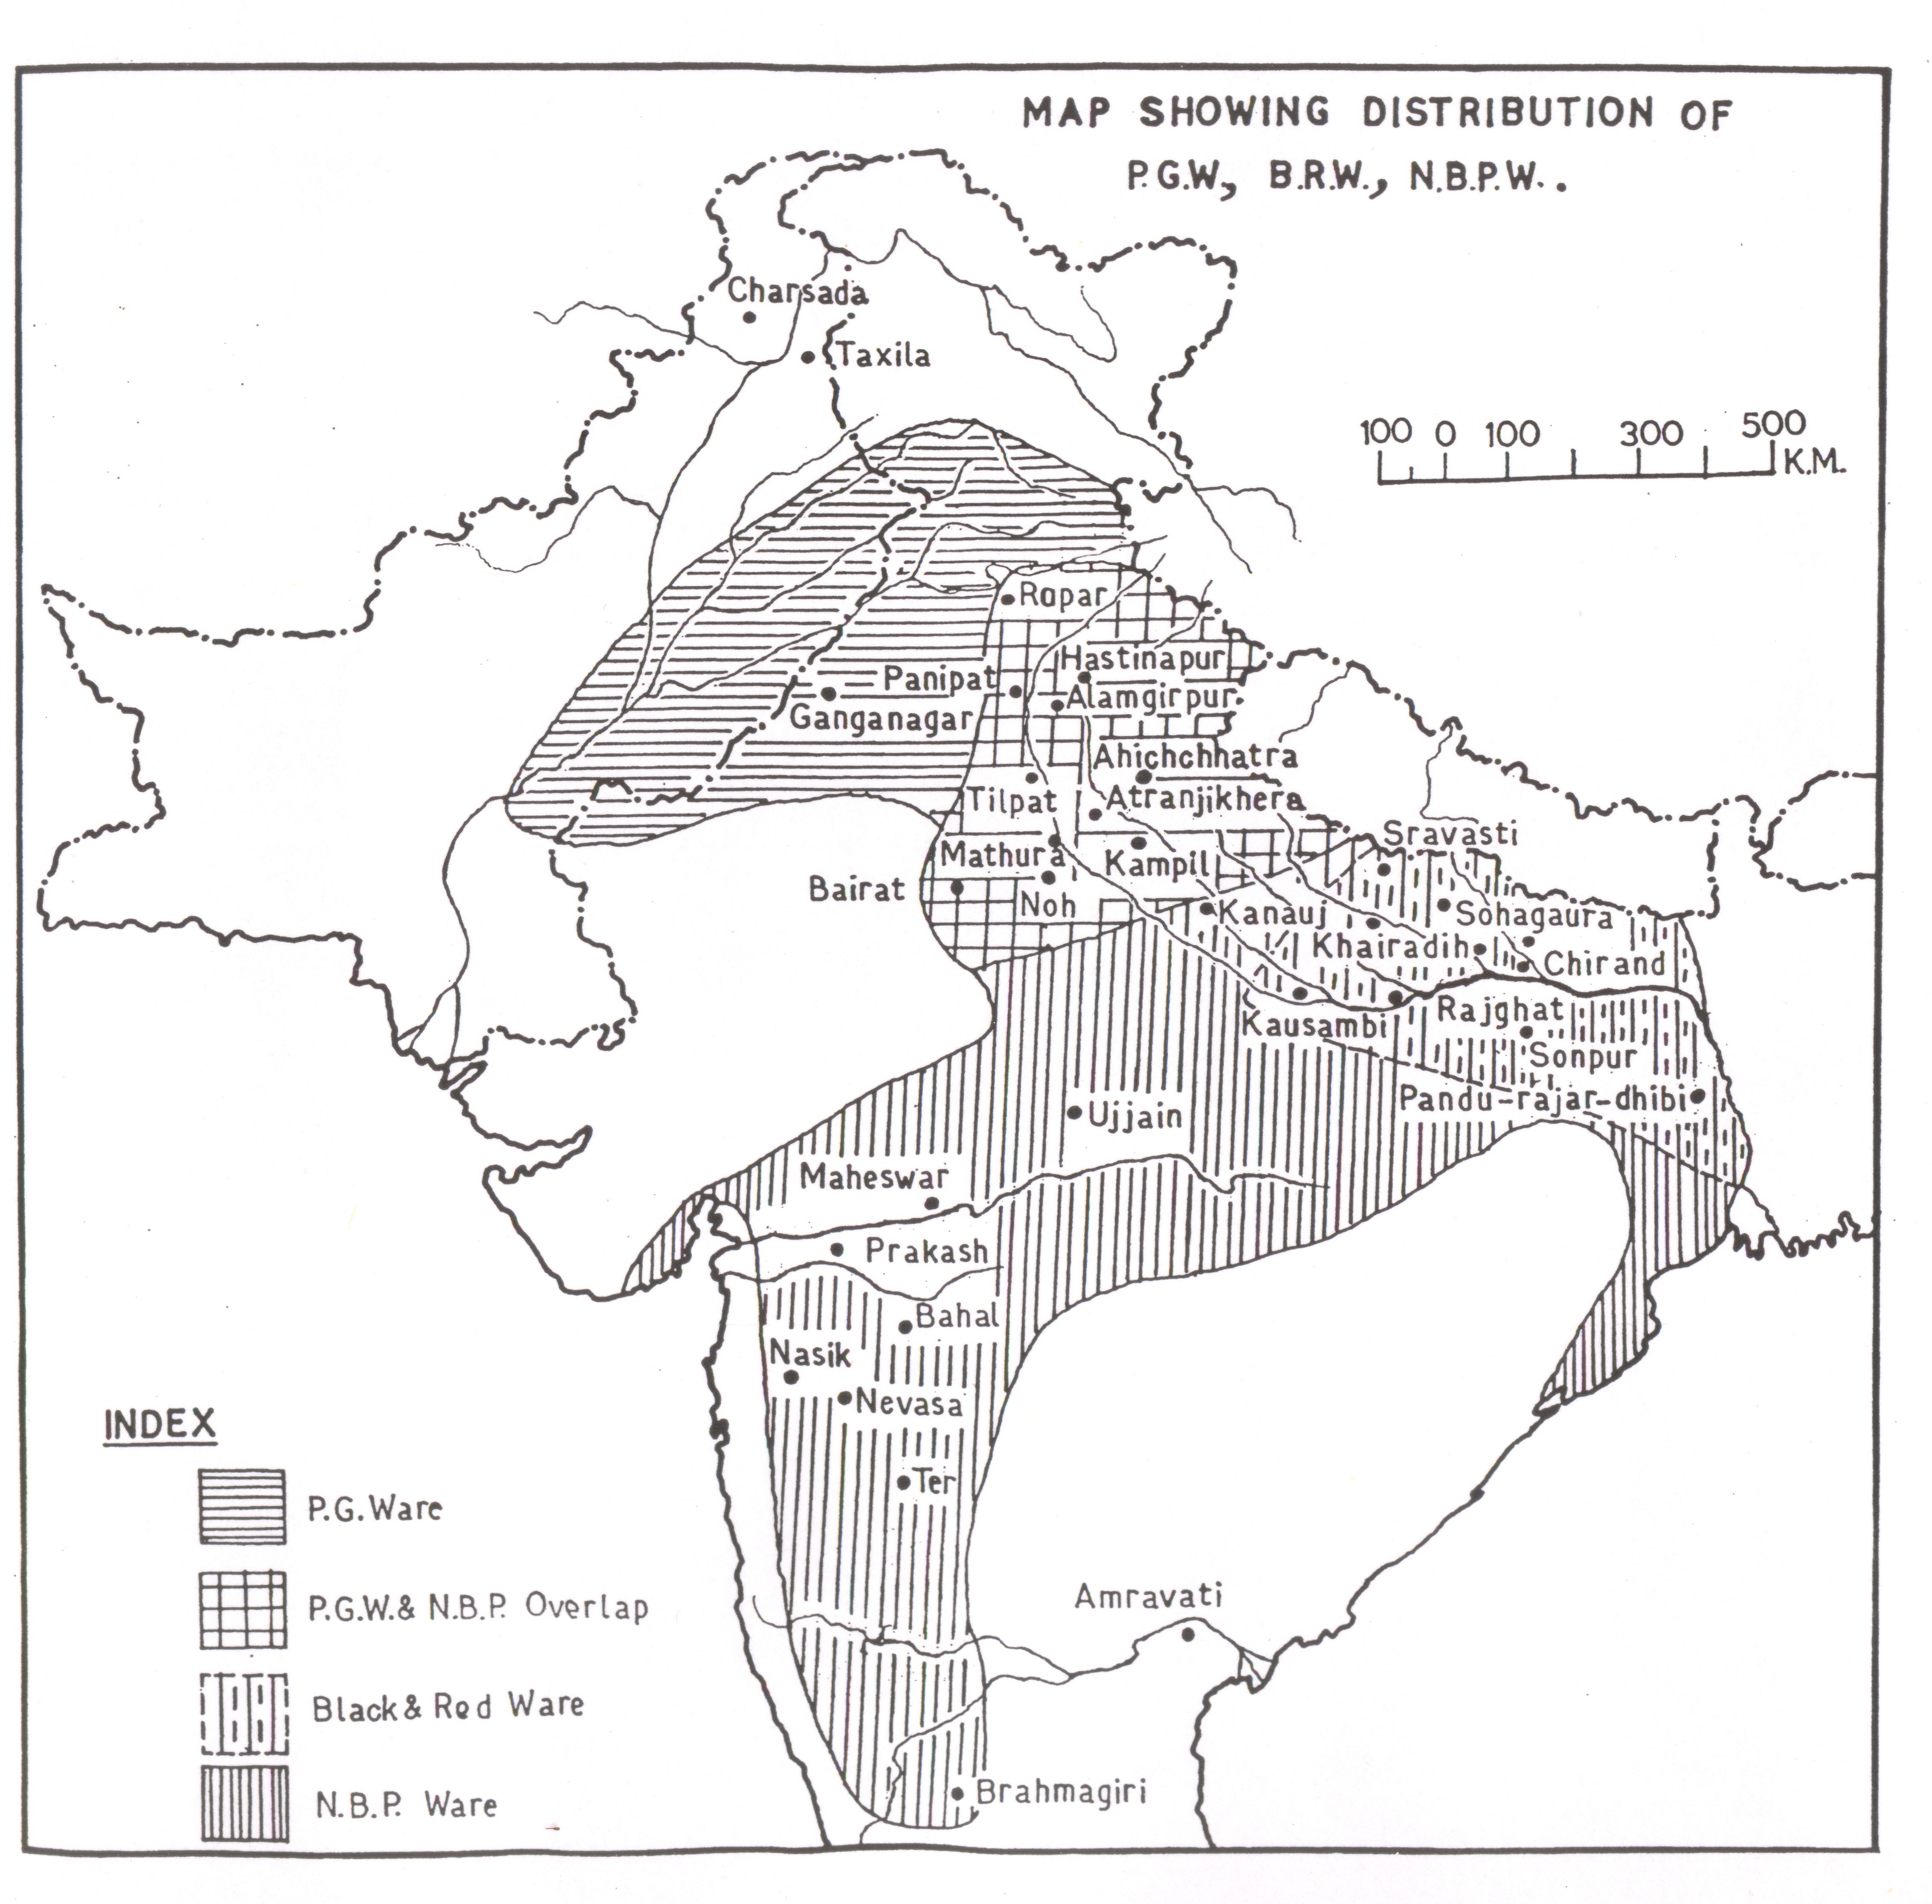 MAP SHOWING DISTRIBUTION OF
P.G.W, B.R.W., N.B.P.W..
Charsada
Taxila
100 0 100 300 500
K.M.
Ropar
Hastinapur
Panipat
Alamgirpur
Ganganagar
Ahichchhatra
Tilpat
Atranjikhera
Sravasti
Mathura
Kampil
Bairat
Noh
Kanauj
Sohagaura
Khairadih
Chirand
Rajghat
Kausambi
Sonpur
Pandu-rajar-dhibi
Ujjain
Maheswar
Prakash
Bahal
Nasik
Nevasa
Ter
Amravati
Brahmagiri
INDEX
P.G.Ware
P.G.W.& N.B.P. Overlap
Black & Red Ware
N.B.P. Ware